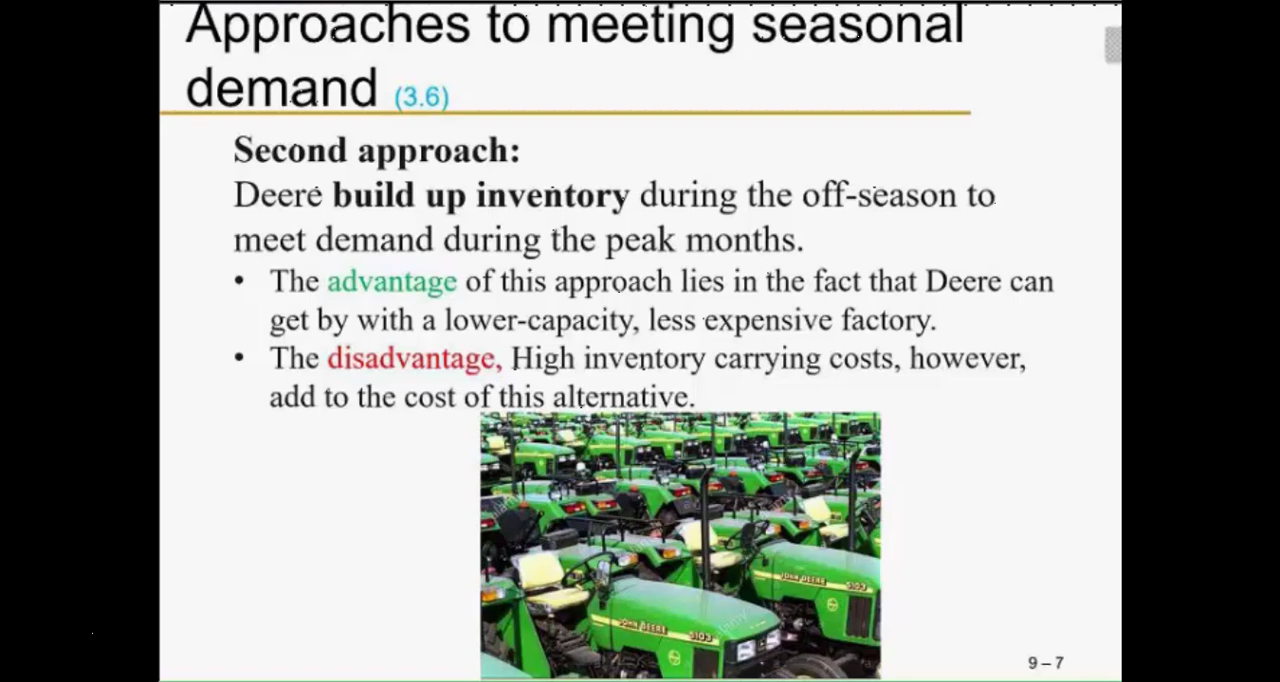 Approaches to meeting seasonal
demand (3.6)
Second approach:
Deere build up inventory during the off-season to
meet demand during the peak months.
• The advantage of this approach lies in the fact that Deere can
get by with a lower-capacity, less expensive factory.
• The disadvantage, High inventory carrying costs, however,
add to the cost of this alternative.
JOHN DEERE 5103
JOHN DEERE 5103
9 – 7